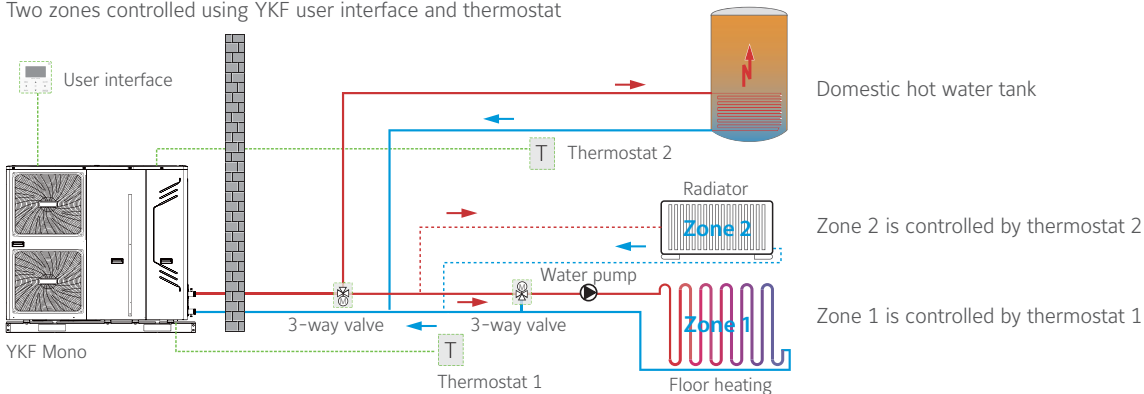 Two zones controlled using YKF user interface and thermostat
User interface
Domestic hot water tank
T
Thermostat 2
Radiator
Zone 2
Zone 2 is controlled by thermostat 2
Water pump
M
M
3-way valve
3-way valve
Zone 1
Zone 1 is controlled by thermostat 1
YKF Mono
T
Thermostat 1
Floor heating